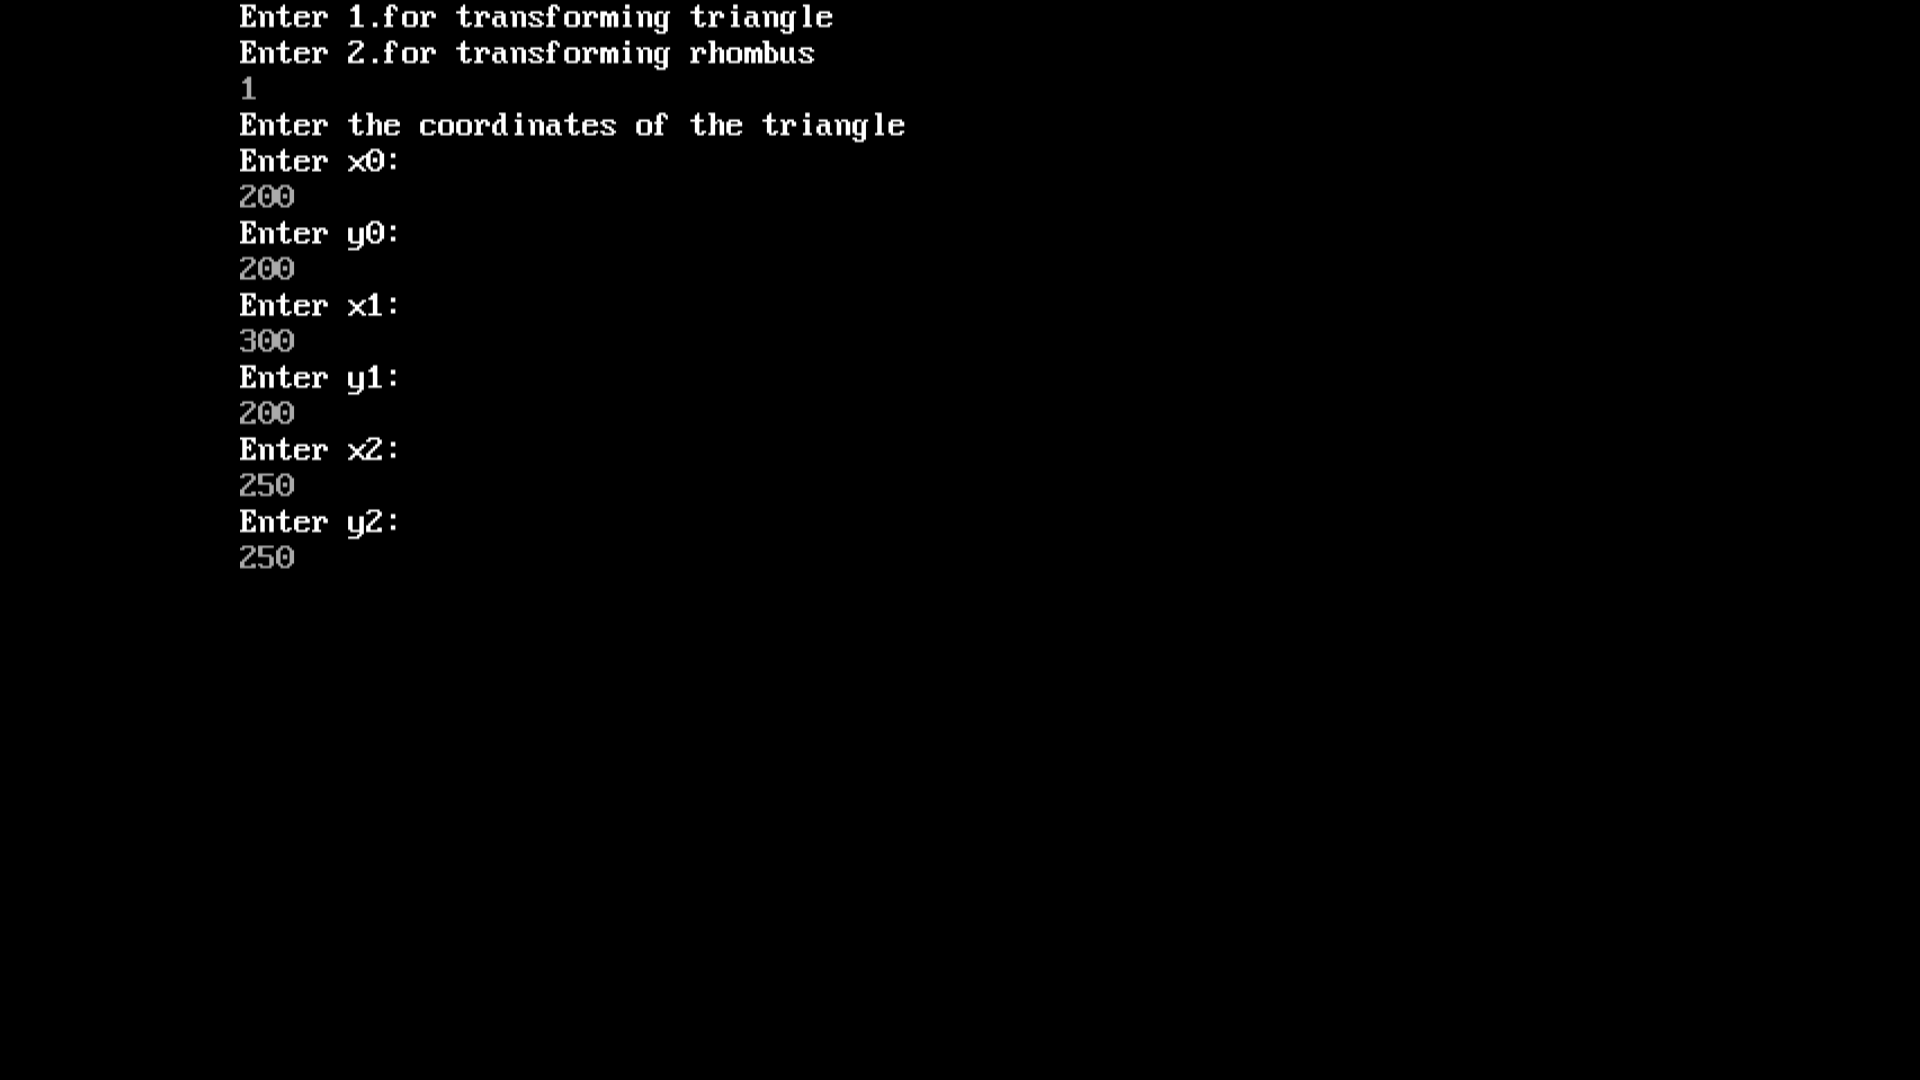 Enter 1.for transforming triangle
Enter 2.for transforming rhombus
1
Enter the coordinates of the triangle
Enter x0:
200
Enter y0:
200
Enter x1:
300
Enter y1:
200
Enter x2:
250
Enter y2:
250